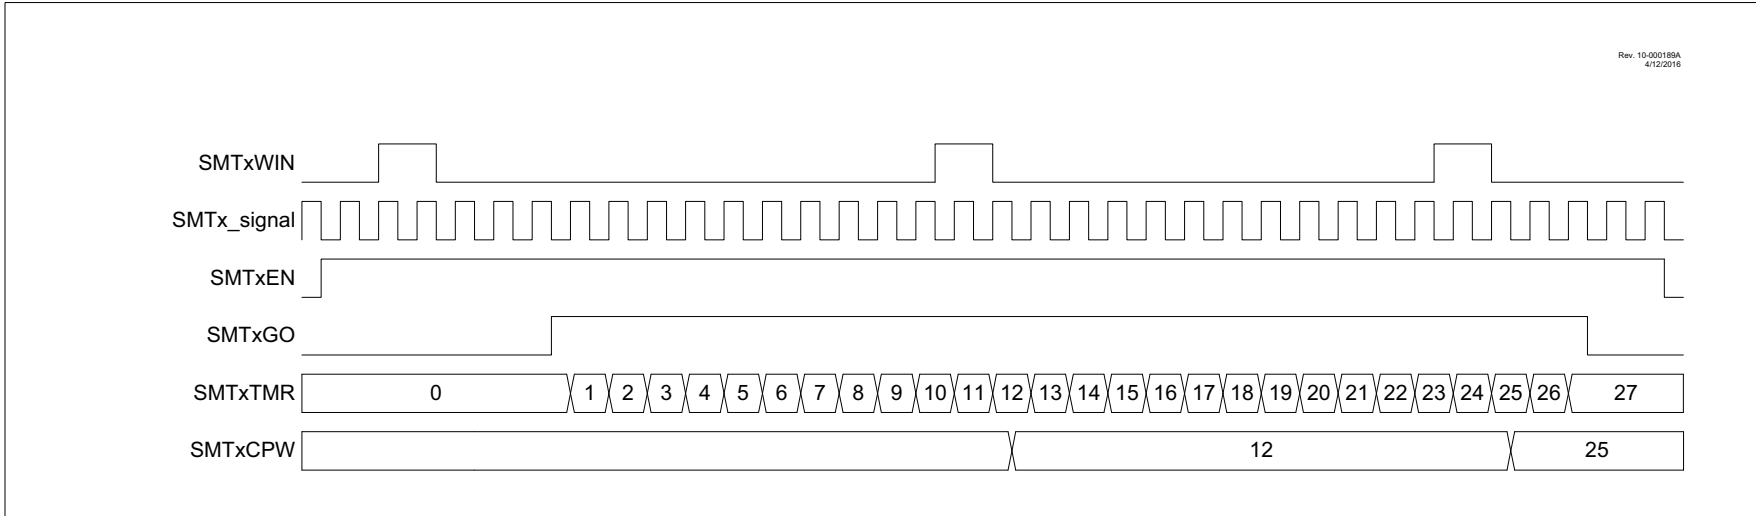 Rev. 10-000189A
4/12/2016
SMTxWIN
SMTx_signal
SMTxEN
SMTxGO
SMTxTMR 0 1 2 3 4 5 6 7 8 9 10 11 12 13 14 15 16 17 18 19 20 21 22 23 24 25 26 27
SMTxCPW 12 25